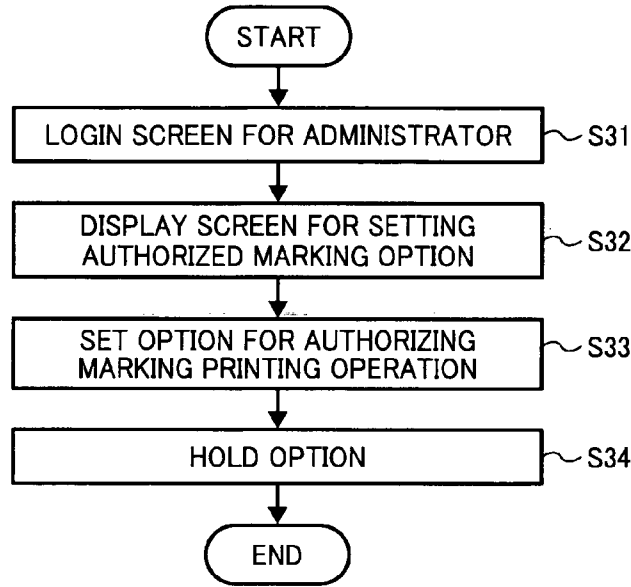 START
LOGIN SCREEN FOR ADMINISTRATOR S31
DISPLAY SCREEN FOR SETTING
AUTHORIZED MARKING OPTION S32
SET OPTION FOR AUTHORIZING
MARKING PRINTING OPERATION S33
HOLD OPTION S34
END